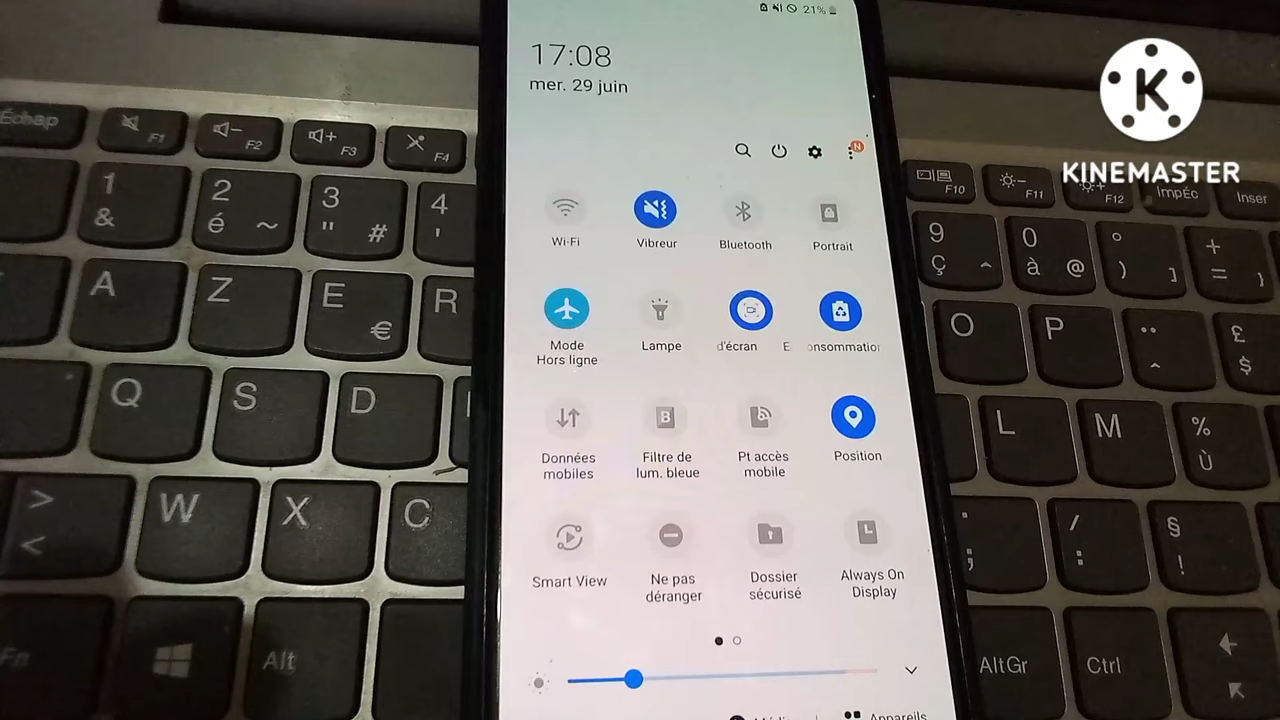 21%
17:08
mer. 29 juin
N
Wi-Fi
Vibreur
Bluetooth
Portrait
Mode
Hors ligne
Lampe
d'écran E
onsommation
Données
mobiles
Filtre de
lum. bleue
B
Pt accès
mobile
Position
Smart View
Ne pas
déranger
Dossier
sécurisé
Always On
Display
Appareils
K
KINEMASTER
Échap
F1
F2
F3
F4
F10
F11
F12
ImpÉc
Inser
1
&
2
é ~
3
" #
4
'
9
Ç ^
0
à @
°
) ]
+
= }
A
Z
E
€
R
O
P
¨
^
£
$
Q
S
D
L
M
%
Ù
>
<
W
X
C
.
;
/
:
§
!
Fn
Alt
AltGr
Ctrl